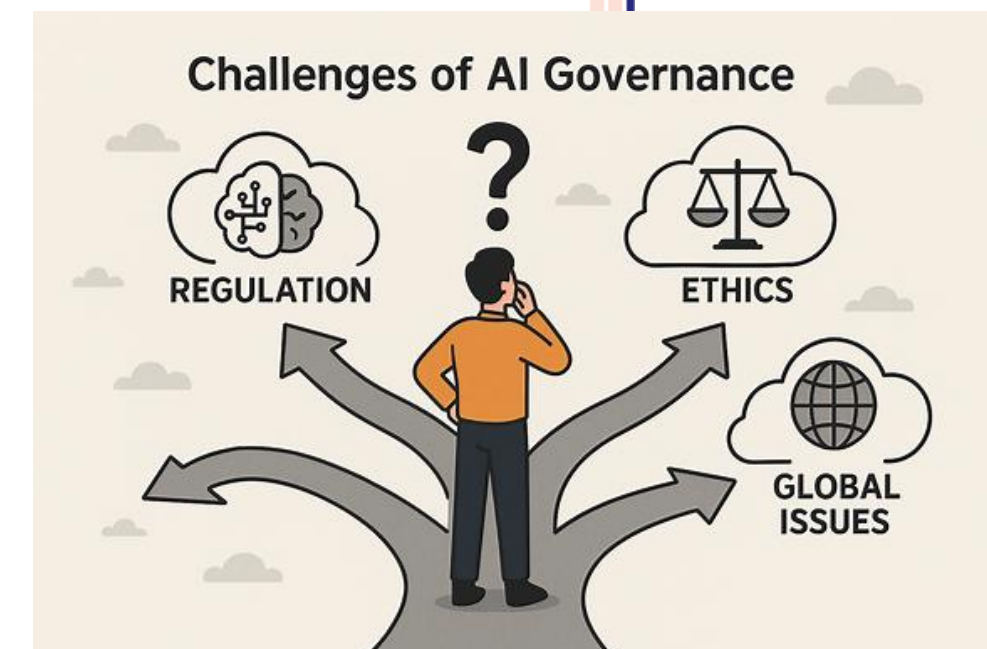 Challenges of AI Governance
?
REGULATION
ETHICS
GLOBAL
ISSUES